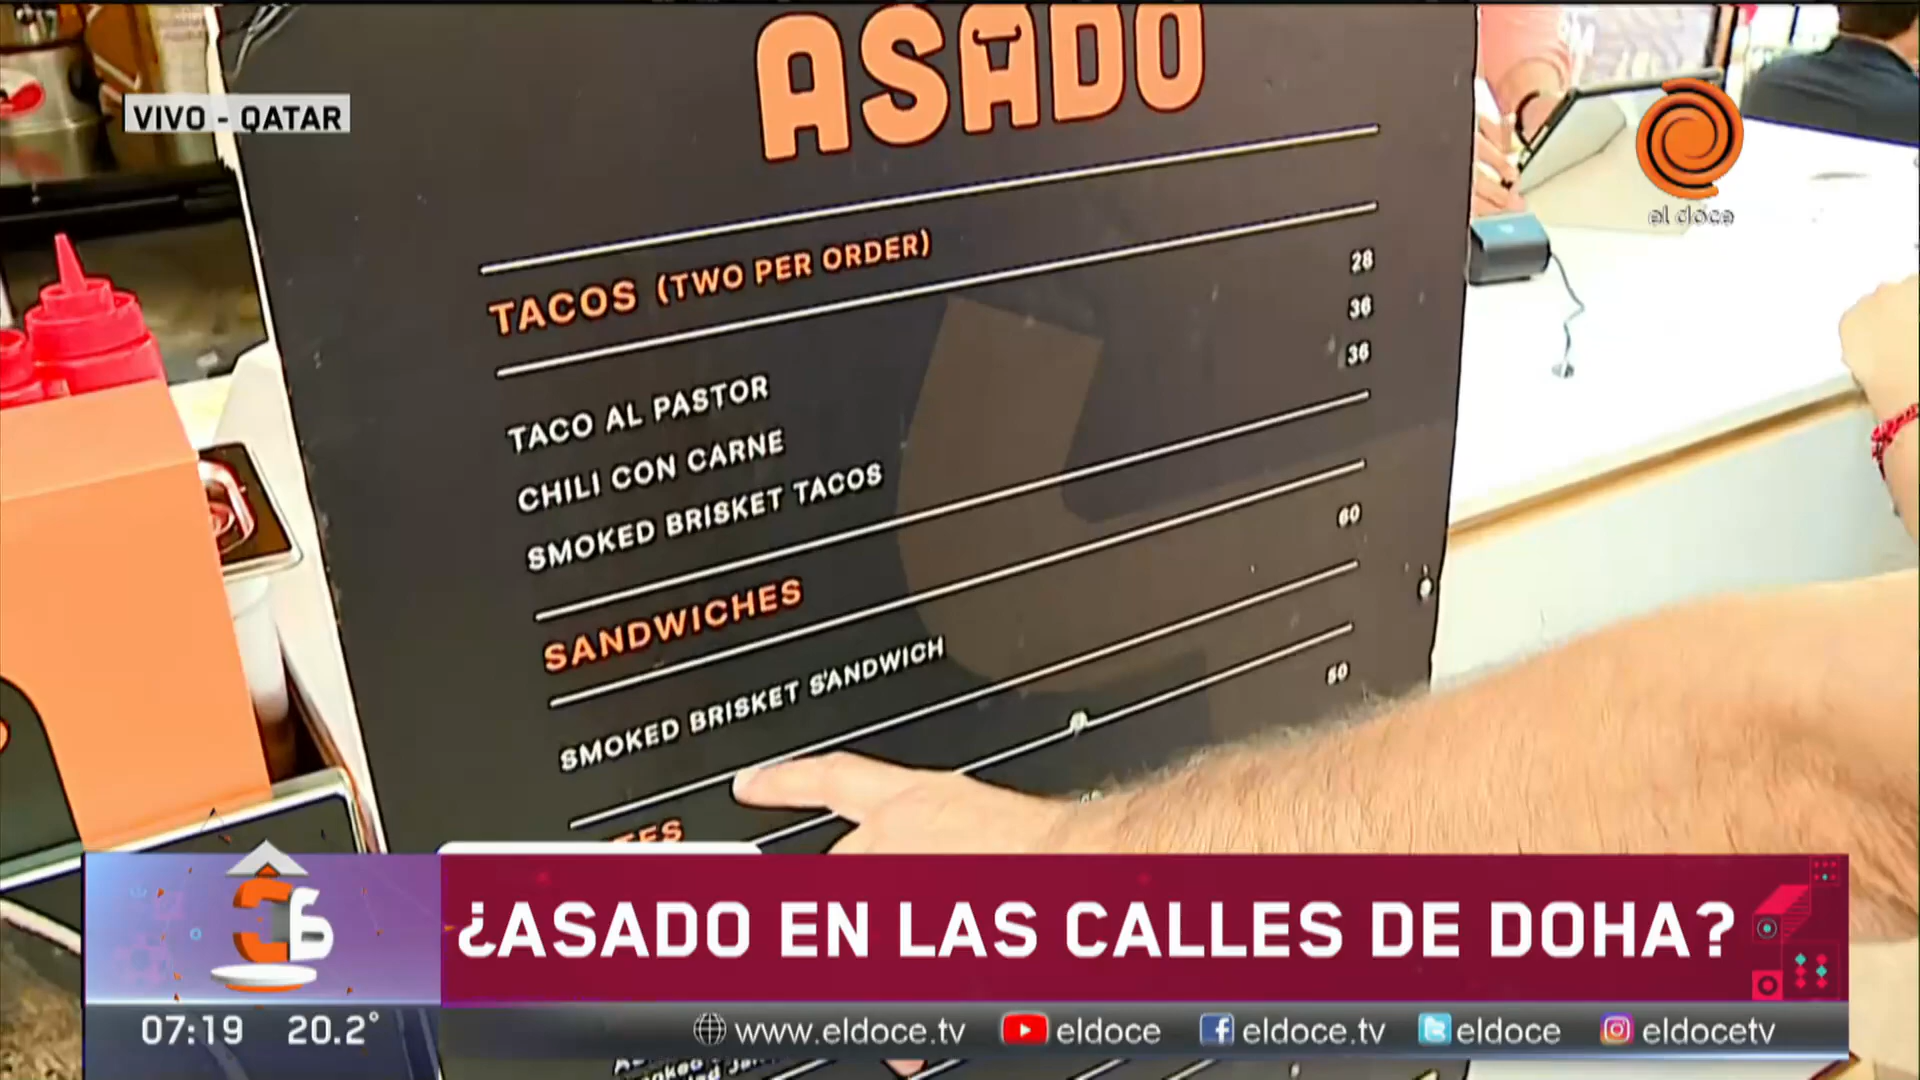 ASADO
VIVO - QATAR
el doce
TACOS (TWO PER ORDER)
TACO AL PASTOR 28
CHILI CON CARNE 36
SMOKED BRISKET TACOS 36
SANDWICHES
SMOKED BRISKET SANDWICH 60
50
¿ASADO EN LAS CALLES DE DOHA?
07:19 20.2°
www.eldoce.tv eldoce eldoce.tv eldoce eldocetv